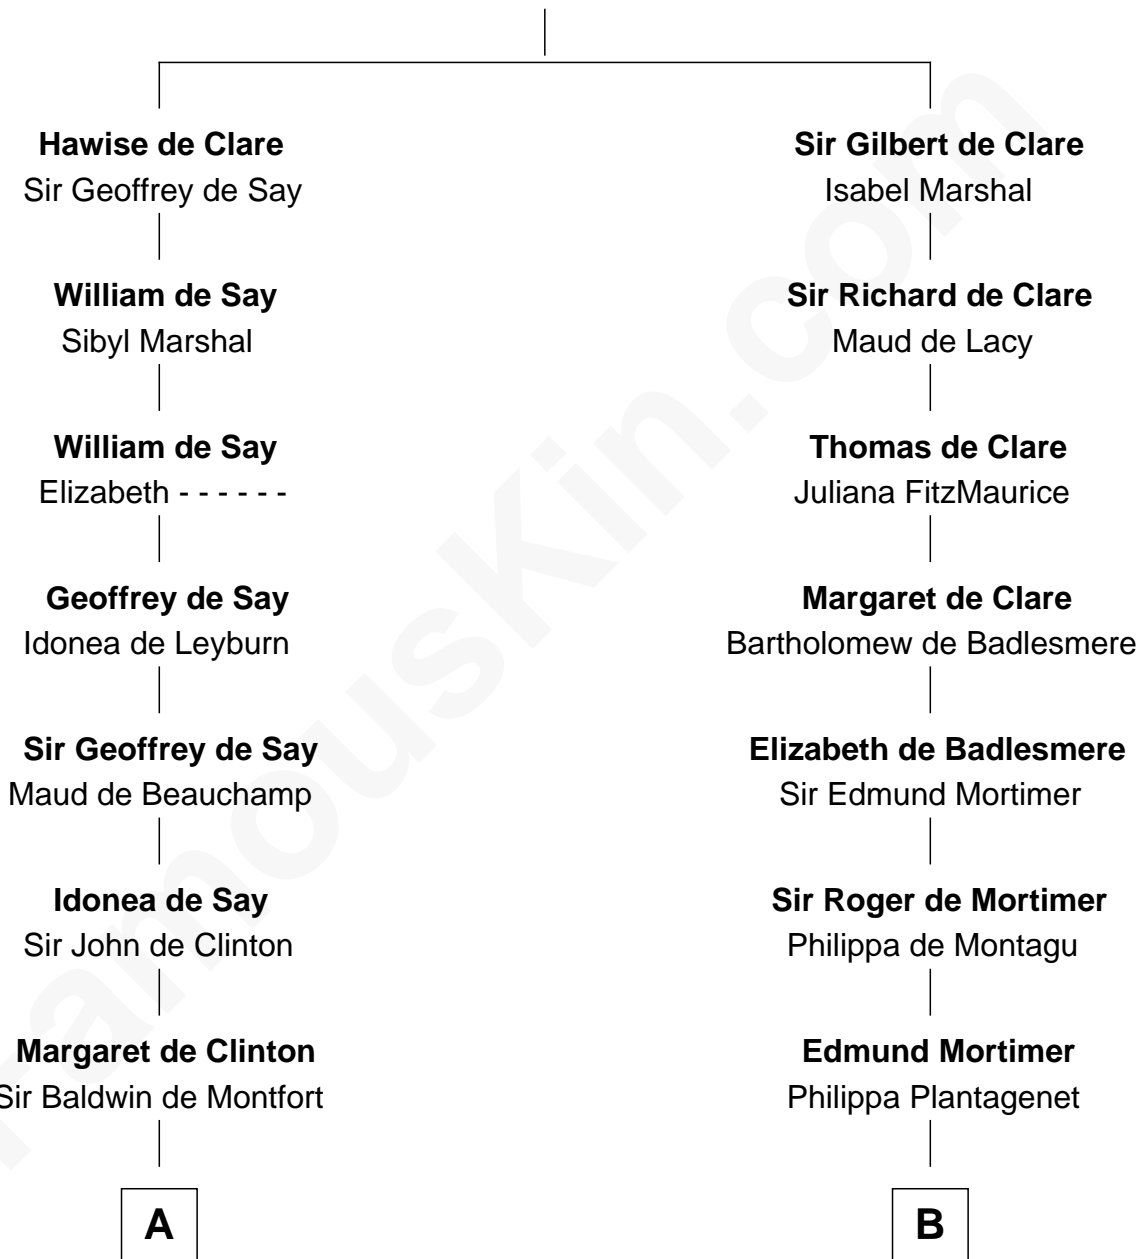 Hawise de Clare
Sir Geoffrey de Say
William de Say
Sibyl Marshal
William de Say
Elizabeth - - - - - -
Geoffrey de Say
Idonea de Leyburn
Sir Geoffrey de Say
Maud de Beauchamp
Idonea de Say
Sir John de Clinton
Margaret de Clinton
Sir Baldwin de Montfort
A
Sir Gilbert de Clare
Isabel Marshal
Sir Richard de Clare
Maud de Lacy
Thomas de Clare
Juliana FitzMaurice
Margaret de Clare
Bartholomew de Badlesmere
Elizabeth de Badlesmere
Sir Edmund Mortimer
Sir Roger de Mortimer
Philippa de Montagu
Edmund Mortimer
Philippa Plantagenet
B
FamousKin.com